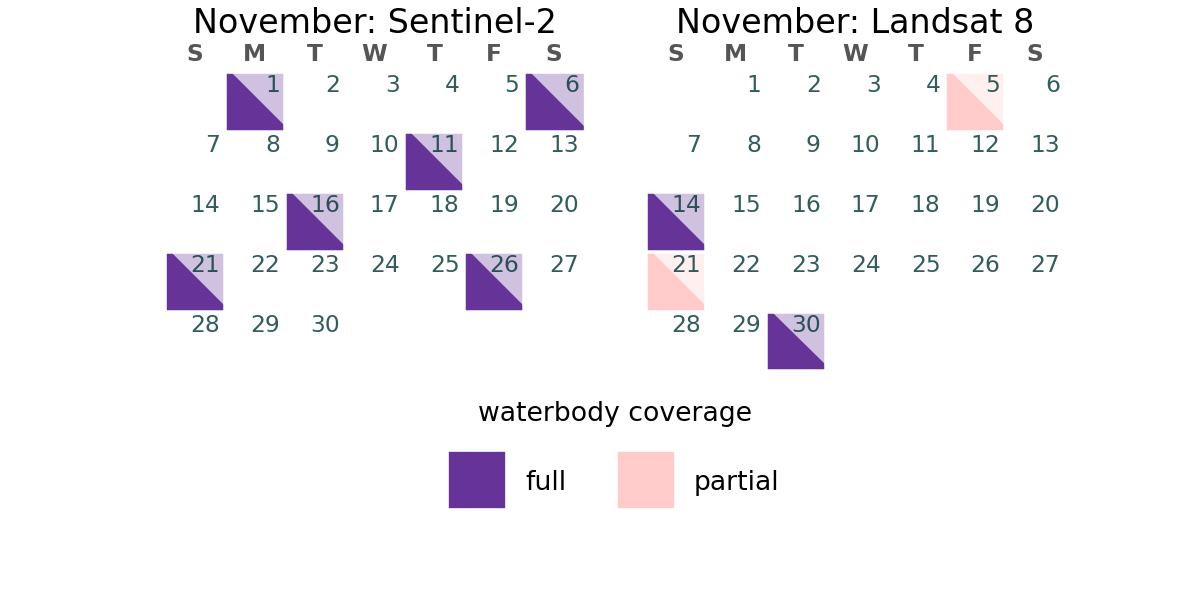 November: Sentinel-2
S M T W T F S
1 2 3 4 5 6
7 8 9 10 11 12 13
14 15 16 17 18 19 20
21 22 23 24 25 26 27
28 29 30
November: Landsat 8
S M T W T F S
1 2 3 4 5 6
7 8 9 10 11 12 13
14 15 16 17 18 19 20
21 22 23 24 25 26 27
28 29 30
waterbody coverage
full partial